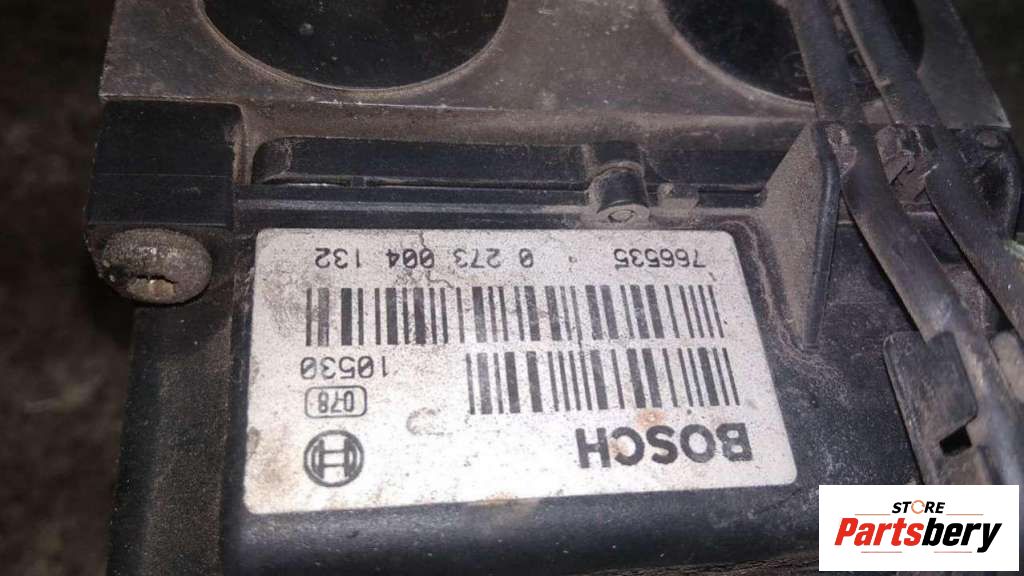 BOSCH
078
10530
766535 0 273 004 132
STORE
Partsbery